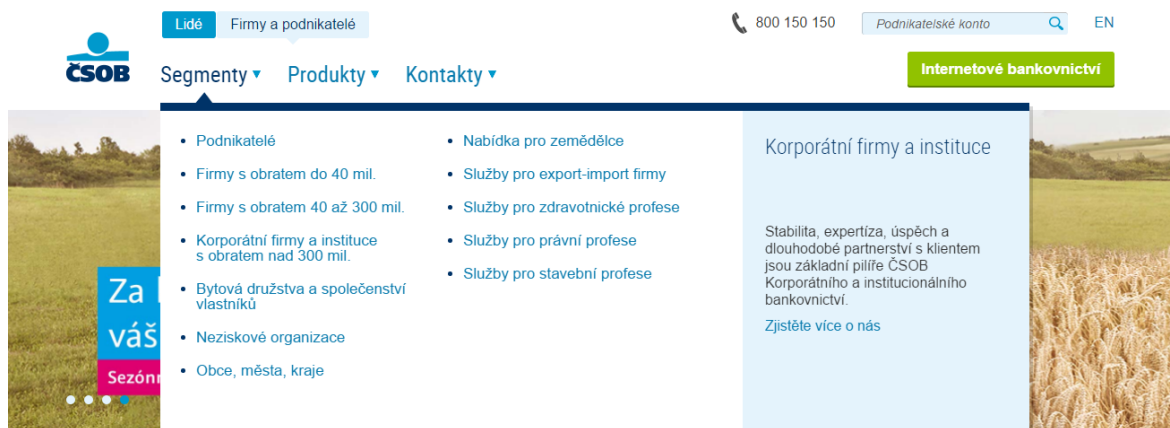 Lidé
Firmy a podnikatelé
800 150 150
Podnikatelské konto
EN
ČSOB
Segmenty
Produkty
Kontakty
Internetové bankovnictví
Podnikatelé
Firmy s obratem do 40 mil.
Firmy s obratem 40 až 300 mil.
Korporátní firmy a instituce
s obratem nad 300 mil.
Bytová družstva a společenství
vlastníků
Neziskové organizace
Obce, města, kraje
Nabídka pro zemědělce
Služby pro export-import firmy
Služby pro zdravotnické profese
Služby pro právní profese
Služby pro stavební profese
Korporátní firmy a instituce
Stabilita, expertíza, úspěch a
dlouhodobé partnerství s klientem
jsou základní pilíře ČSOB
Korporátního a institucionálního
bankovnictví.
Zjistěte více o nás
Za
váš